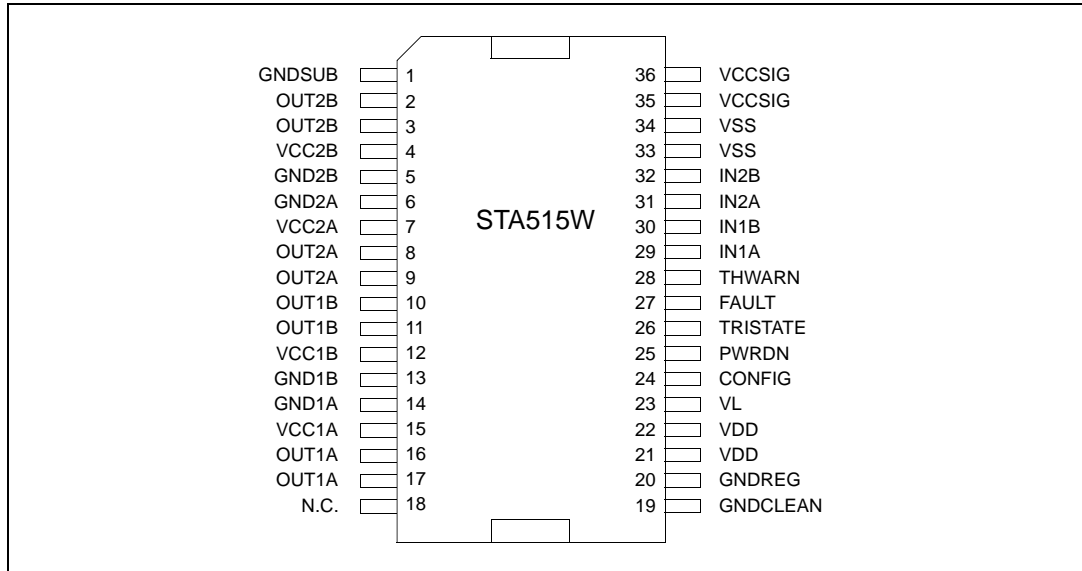 GNDSUB 1 36 VCCSIG
OUT2B 2 35 VCCSIG
OUT2B 3 34 VSS
VCC2B 4 33 VSS
GND2B 5 32 IN2B
GND2A 6 31 IN2A
STA515W
VCC2A 7 30 IN1B
OUT2A 8 29 IN1A
OUT2A 9 28 THWARN
OUT1B 10 27 FAULT
OUT1B 11 26 TRISTATE
VCC1B 12 25 PWRDN
GND1B 13 24 CONFIG
GND1A 14 23 VL
VCC1A 15 22 VDD
OUT1A 16 21 VDD
OUT1A 17 20 GNDREG
N.C. 18 19 GNDCLEAN